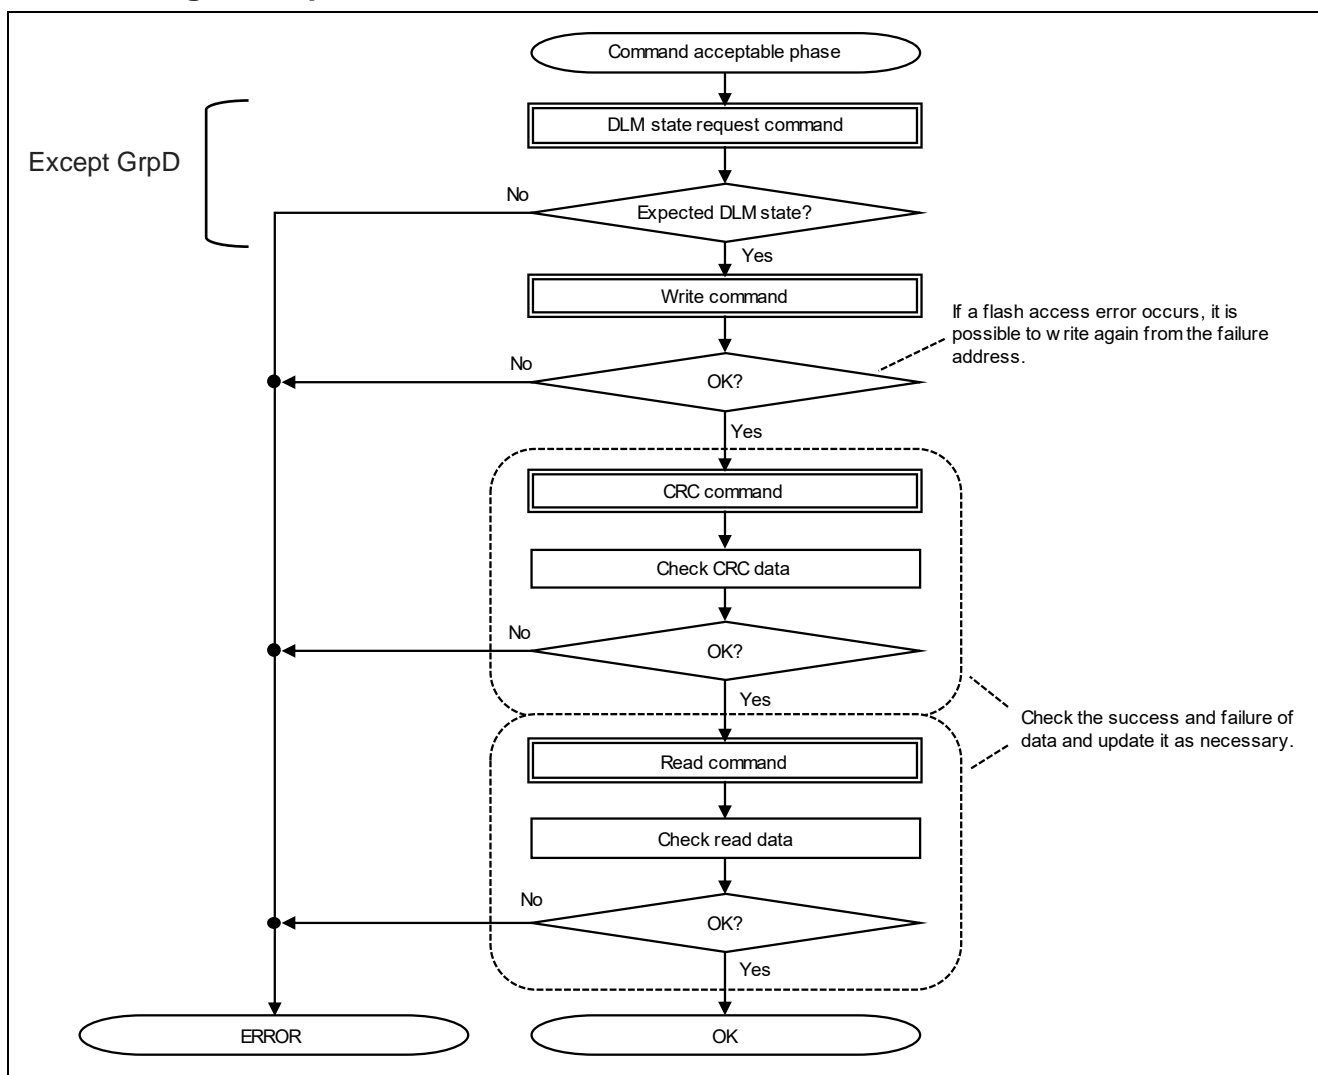 Command acceptable phase
DLM state request command
Except GrpD
No
Expected DLM state?
Yes
Write command
If a flash access error occurs, it is
possible to write again from the failure
address.
No
OK?
Yes
CRC command
Check CRC data
No
OK?
Yes
Check the success and failure of
data and update it as necessary.
Read command
Check read data
No
OK?
Yes
ERROR
OK